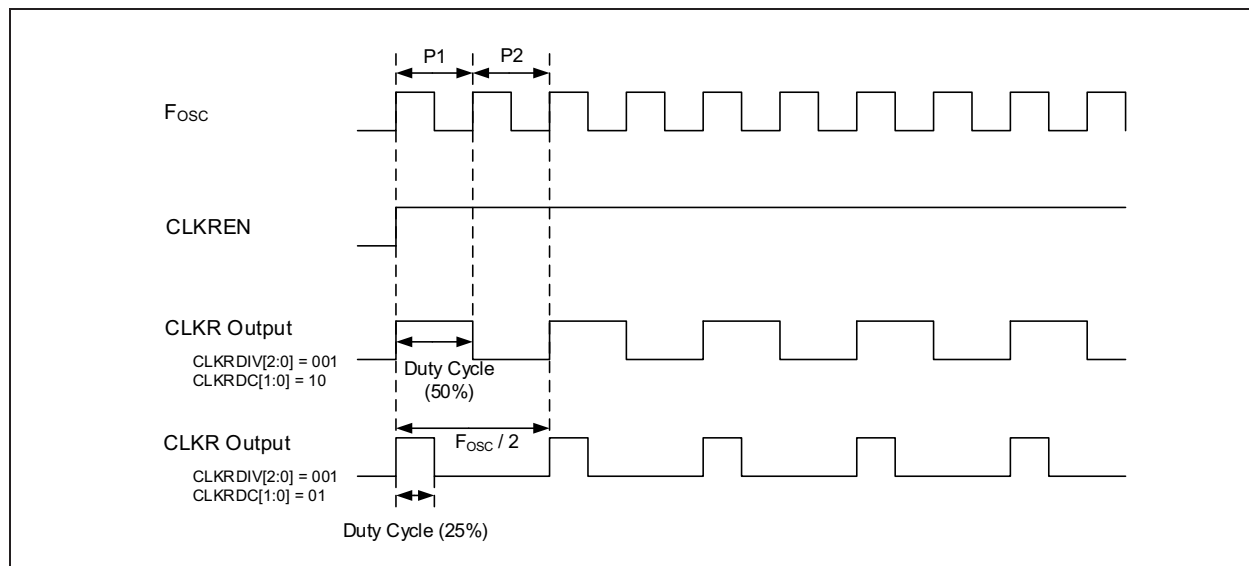 P1
P2
FOSC
CLKREN
CLKR Output
CLKRDIV[2:0] = 001
CLKRDC[1:0] = 10
Duty Cycle
(50%)
FOSC / 2
CLKR Output
CLKRDIV[2:0] = 001
CLKRDC[1:0] = 01
Duty Cycle (25%)